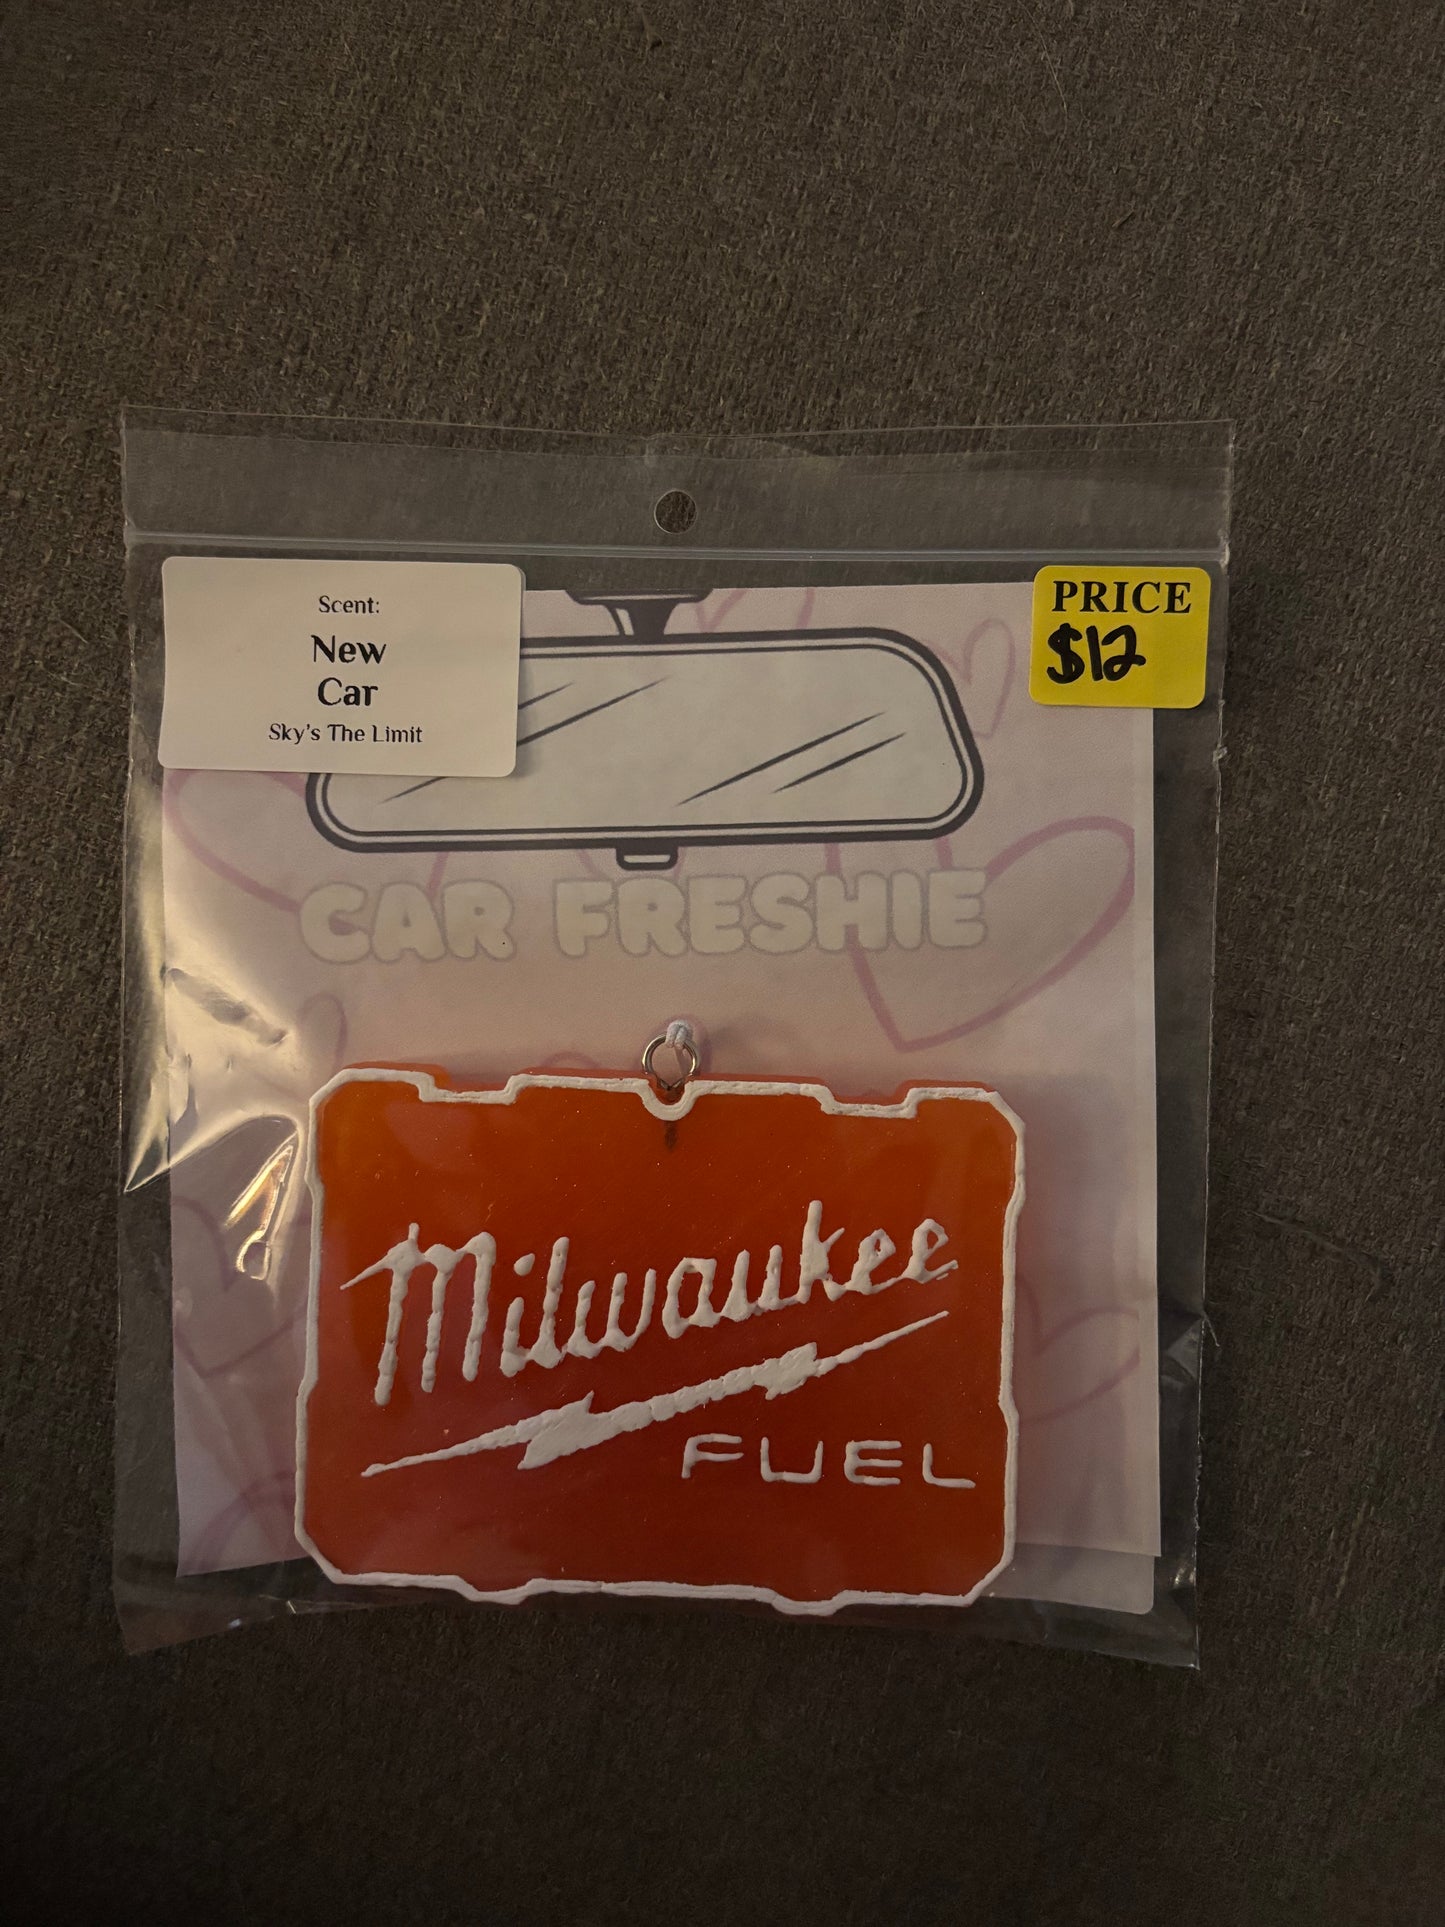 Scent:
New
Car
Sky's The Limit
PRICE
$12
CAR FRESHIE
Milwaukee
FUEL